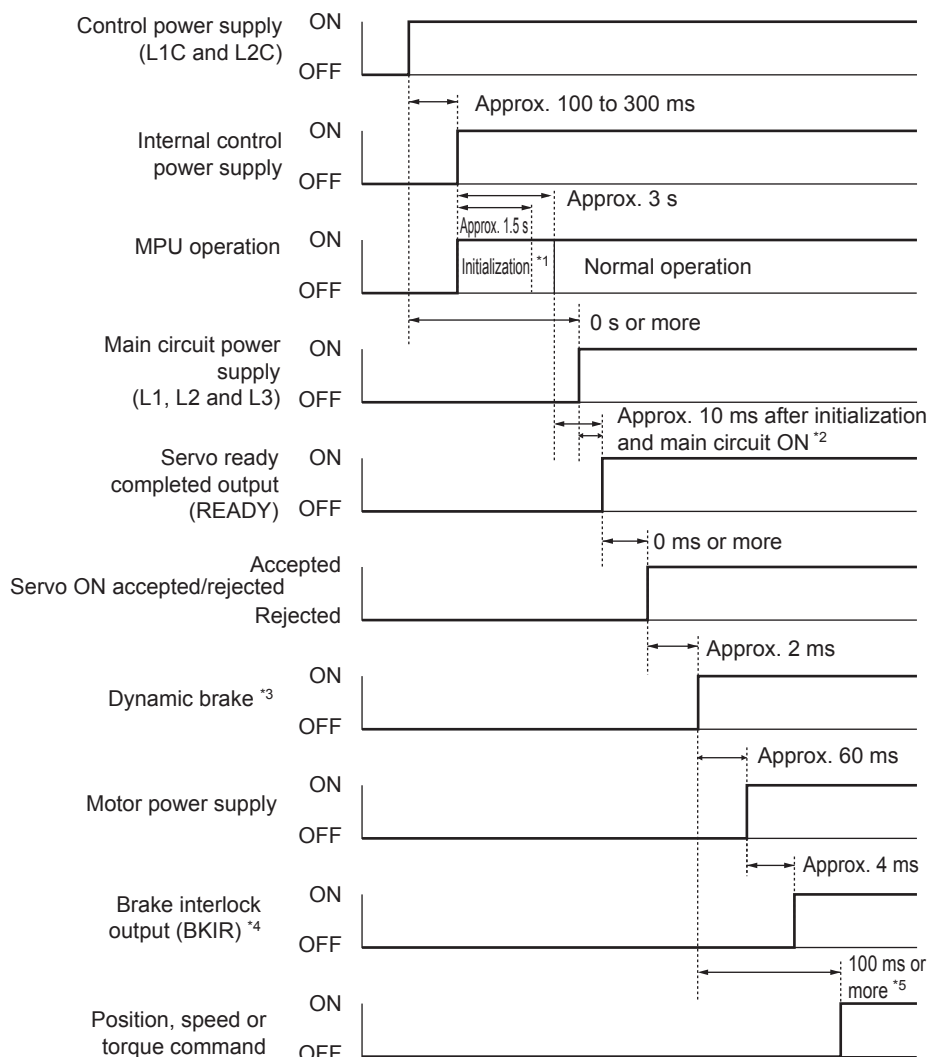 Control power supply
(L1C and L2C)
ON
OFF
Approx. 100 to 300 ms
Internal control
power supply
ON
OFF
Approx. 3 s
Approx. 1.5 s
MPU operation
ON
OFF
Initialization
*1
Normal operation
0 s or more
Main circuit power
supply
(L1, L2 and L3)
ON
OFF
Approx. 10 ms after initialization
and main circuit ON *2
Servo ready
completed output
(READY)
ON
OFF
0 ms or more
Accepted
Servo ON accepted/rejected
Rejected
Approx. 2 ms
Dynamic brake *3
ON
OFF
Approx. 60 ms
Motor power supply
ON
OFF
Approx. 4 ms
Brake interlock
output (BKIR) *4
ON
OFF
100 ms or
more *5
Position, speed or
torque command
ON
OFF